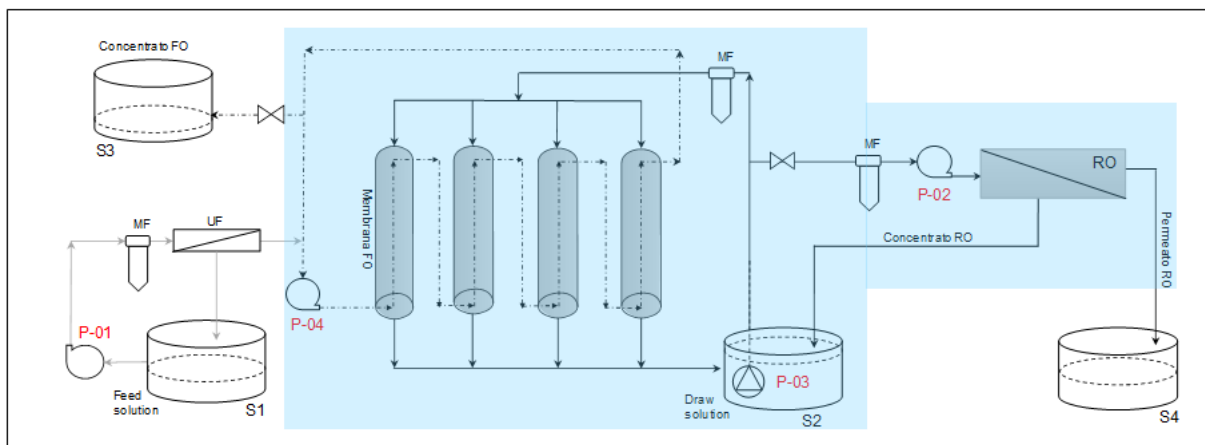 Concentrato FO
S3
MF
MF
RO
P-02
Membrana FO
MF
UF
Concentrato RO
Permeato RO
P-01
P-04
P-03
Feed
solution
S1
Draw
solution
S2
S4